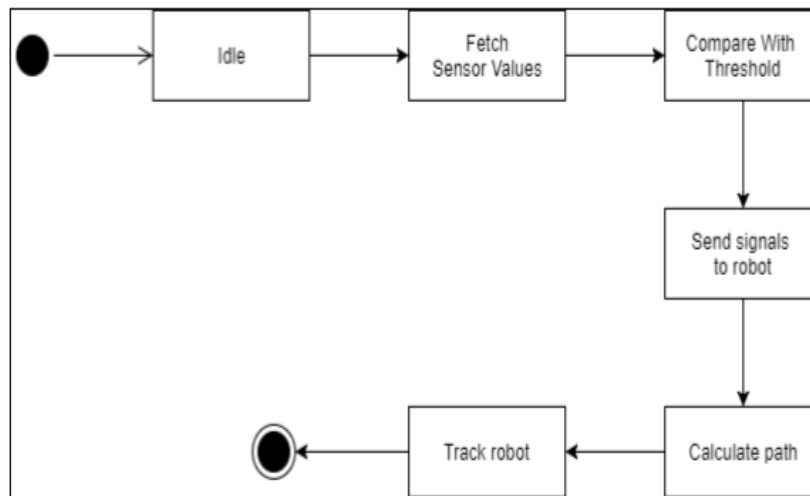 Idle
Fetch
Sensor Values
Compare With
Threshold
Send signals
to robot
Calculate path
Track robot